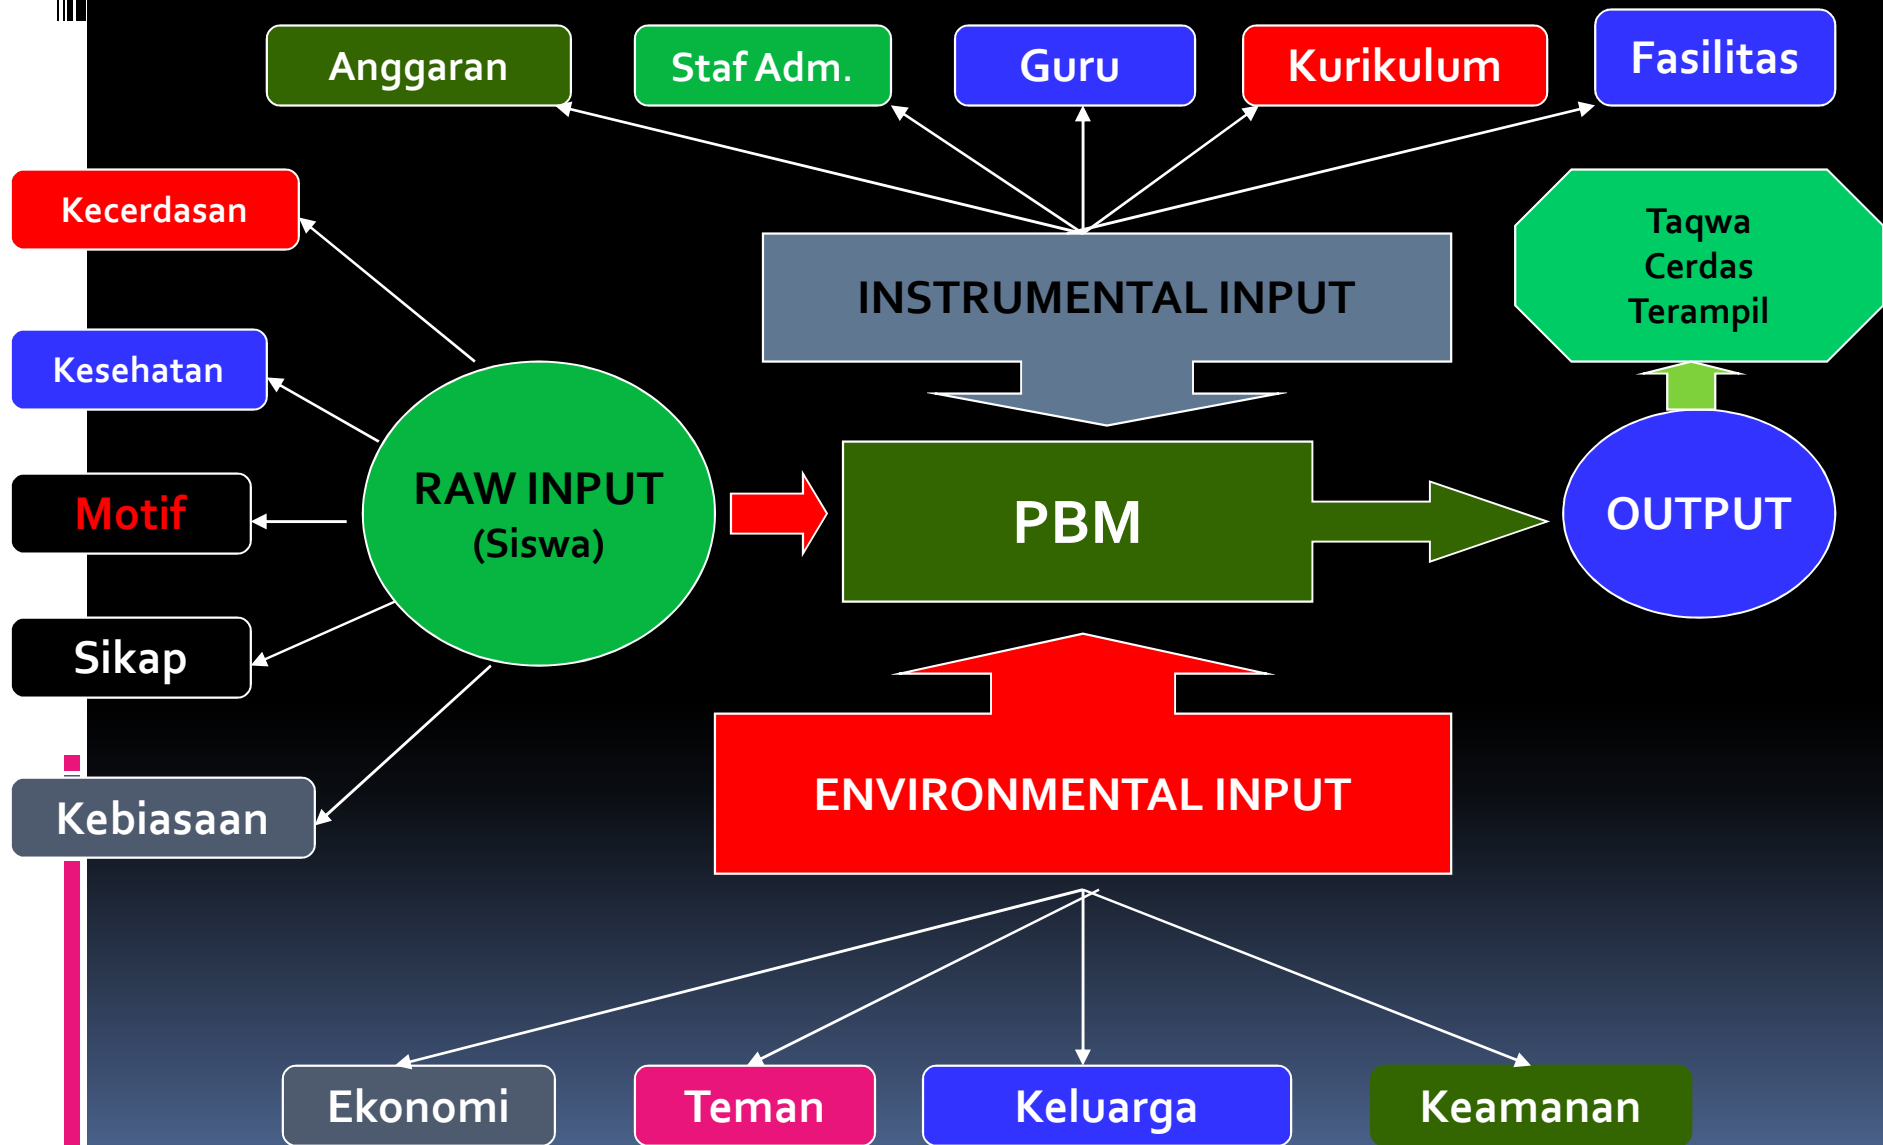 Anggaran
Staf Adm.
Guru
Kurikulum
Fasilitas
Kecerdasan
Kesehatan
Motif
Sikap
Kebiasaan
RAW INPUT
(Siswa)
INSTRUMENTAL INPUT
PBM
ENVIRONMENTAL INPUT
Taqwa
Cerdas
Terampil
OUTPUT
Ekonomi
Teman
Keluarga
Keamanan